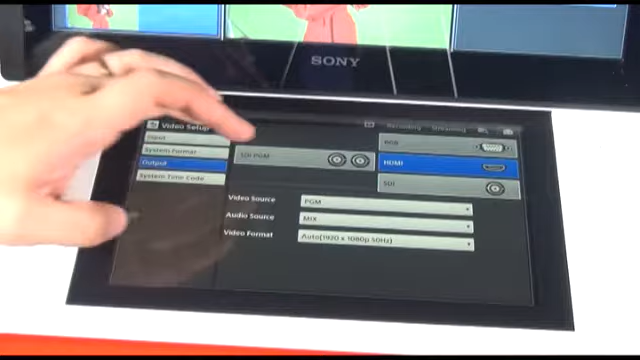 SONY
Recording Streaming
Video Setup
Input
System Format
Output
System Time Code
SDI PGM
RGB
HDMI
SDI
Video Source PGM
Audio Source MIX
Video Format Auto(1920 x 1080p 50Hz)